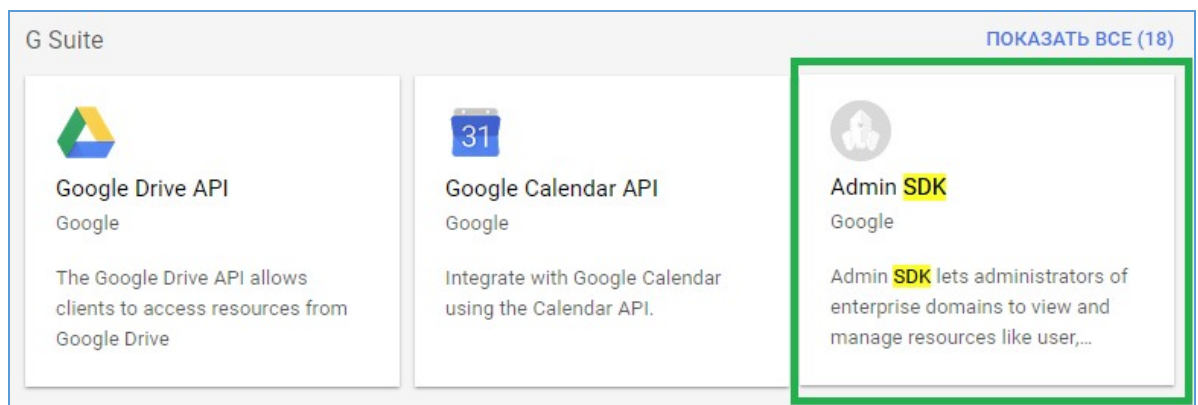 G Suite
ПОКАЗАТЬ ВСЕ (18)
Google Drive API
Google
The Google Drive API allows
clients to access resources from
Google Drive
31
Google Calendar API
Google
Integrate with Google Calendar
using the Calendar API.
Admin SDK
Google
Admin SDK lets administrators of
enterprise domains to view and
manage resources like user,...